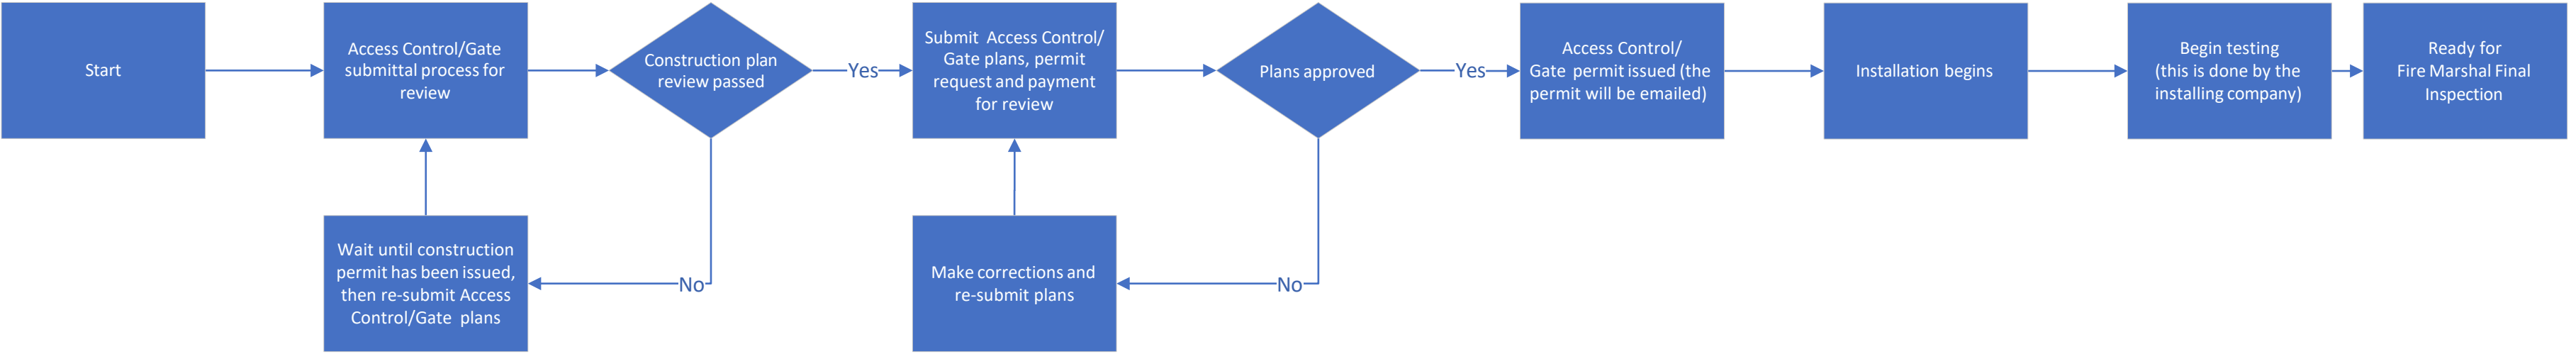 Start
Access Control/Gate
submittal process for
review
Construction plan
review passed
Yes
Submit  Access Control/
Gate plans, permit
request and payment
for review
Plans approved
Yes
Access Control/
Gate  permit issued (the
permit will be emailed)
Installation begins
Begin testing
(this is done by the
installing company)
Ready for
Fire Marshal Final
Inspection
Wait until construction
permit has been issued,
then re-submit Access
Control/Gate  plans
No
Make corrections and
re-submit plans
No